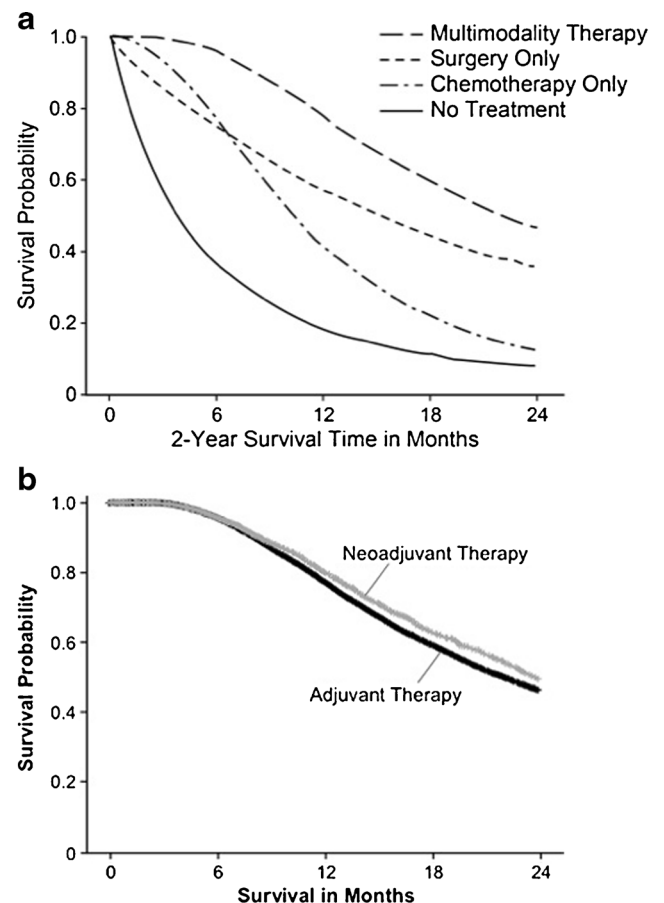 a
Multimodality Therapy
Surgery Only
Chemotherapy Only
No Treatment
Survival Probability
1.0
0.8
0.6
0.4
0.2
0
0 6 12 18 24
2-Year Survival Time in Months
b
Survival Probability
1.0
0.8
0.6
0.4
0.2
0
Neoadjuvant Therapy
Adjuvant Therapy
0 6 12 18 24
Survival in Months